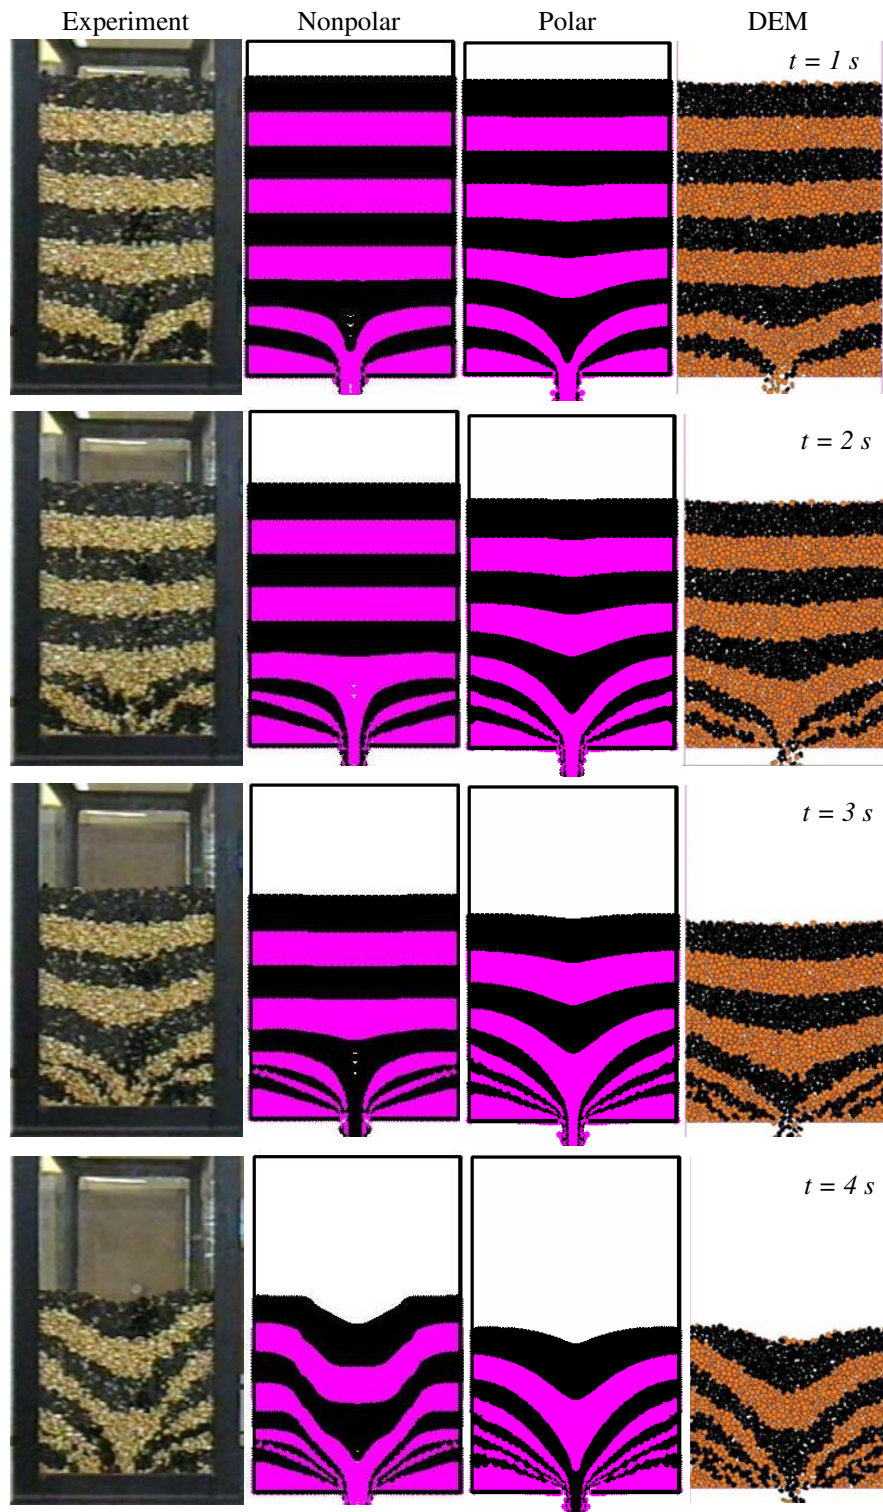 Experiment Nonpolar Polar DEM
t = 1 s
t = 2 s
t = 3 s
t = 4 s